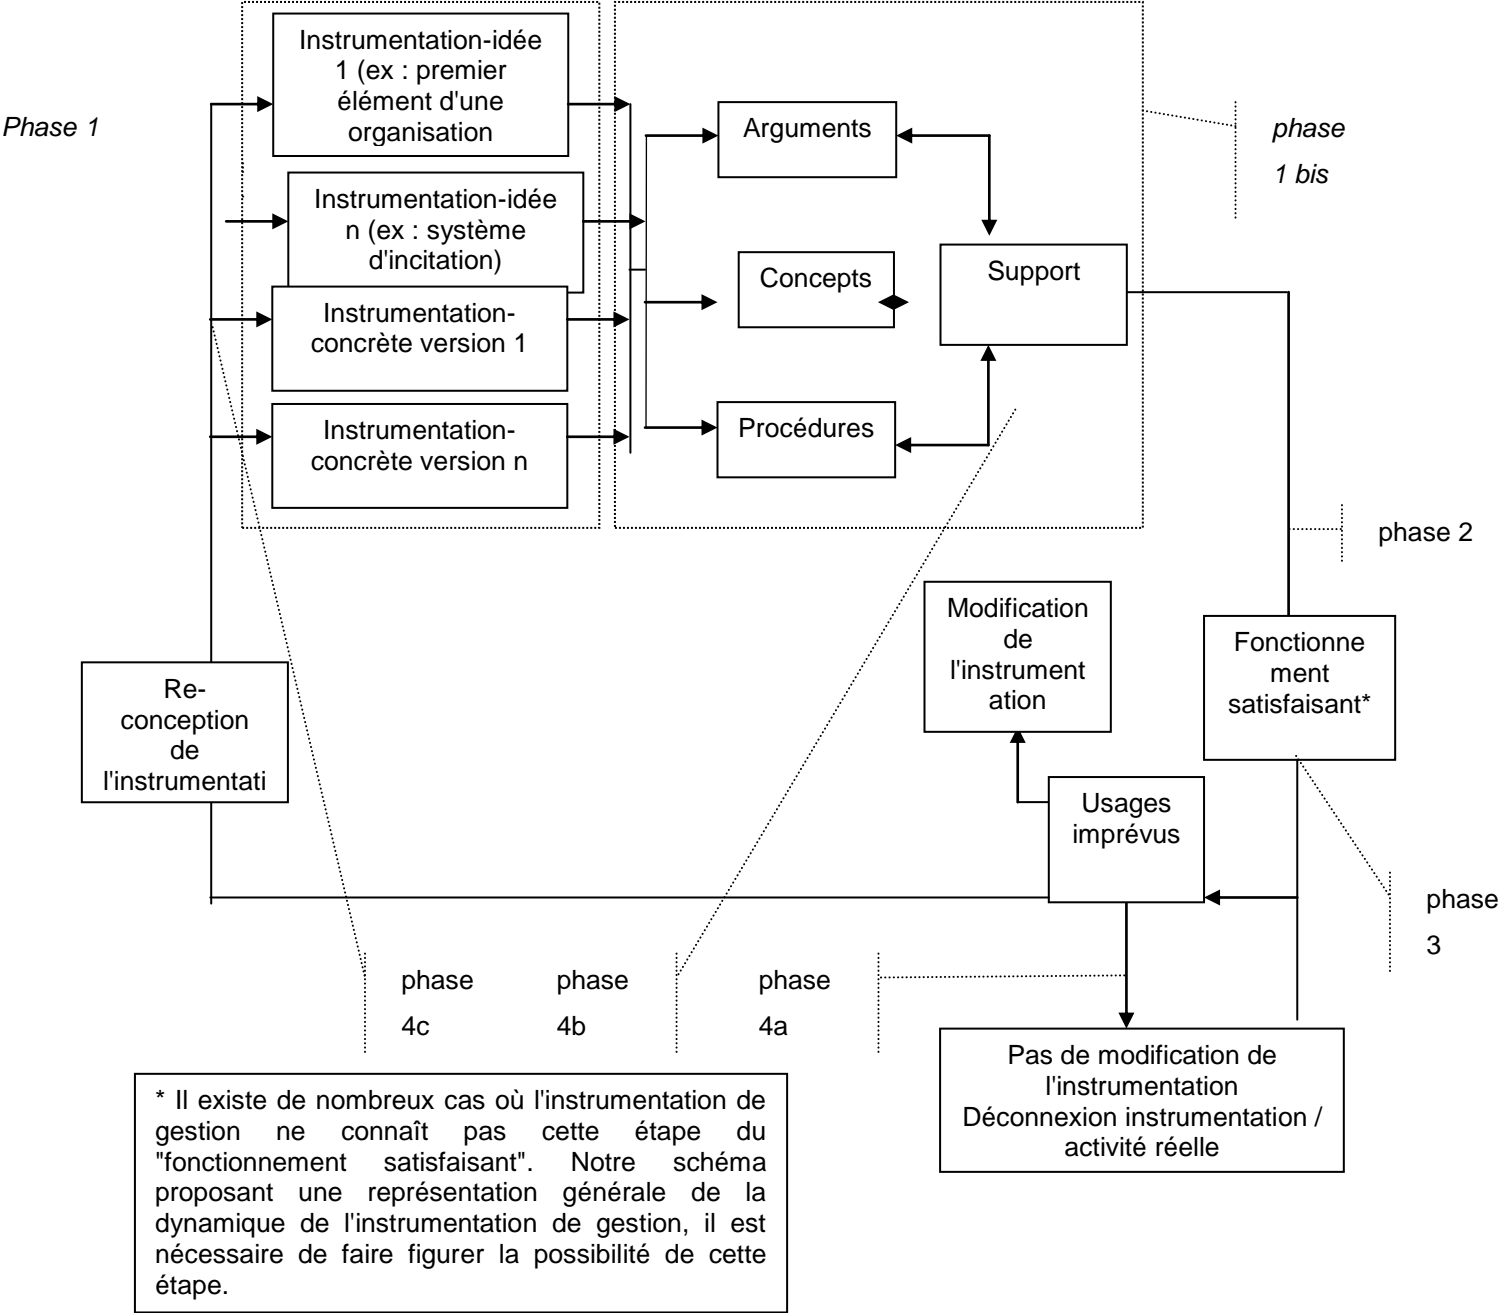 Phase 1
Instrumentation-idée
1 (ex : premier
élément d'une
organisation
Instrumentation-idée
n (ex : système
d'incitation)
Instrumentation-
concrète version 1
Instrumentation-
concrète version n
Arguments
Concepts
Procédures
Support
phase
1 bis
phase 2
Modification
de
l'instrument
ation
Fonctionne
ment
satisfaisant*
Re-
conception
de
l'instrumentati
Usages
imprévus
phase
3
phase
4c
phase
4b
phase
4a
Pas de modification de
l'instrumentation
Déconnexion instrumentation /
activité réelle
* Il existe de nombreux cas où l'instrumentation de
gestion ne connaît pas cette étape du
"fonctionnement satisfaisant". Notre schéma
proposant une représentation générale de la
dynamique de l'instrumentation de gestion, il est
nécessaire de faire figurer la possibilité de cette
étape.